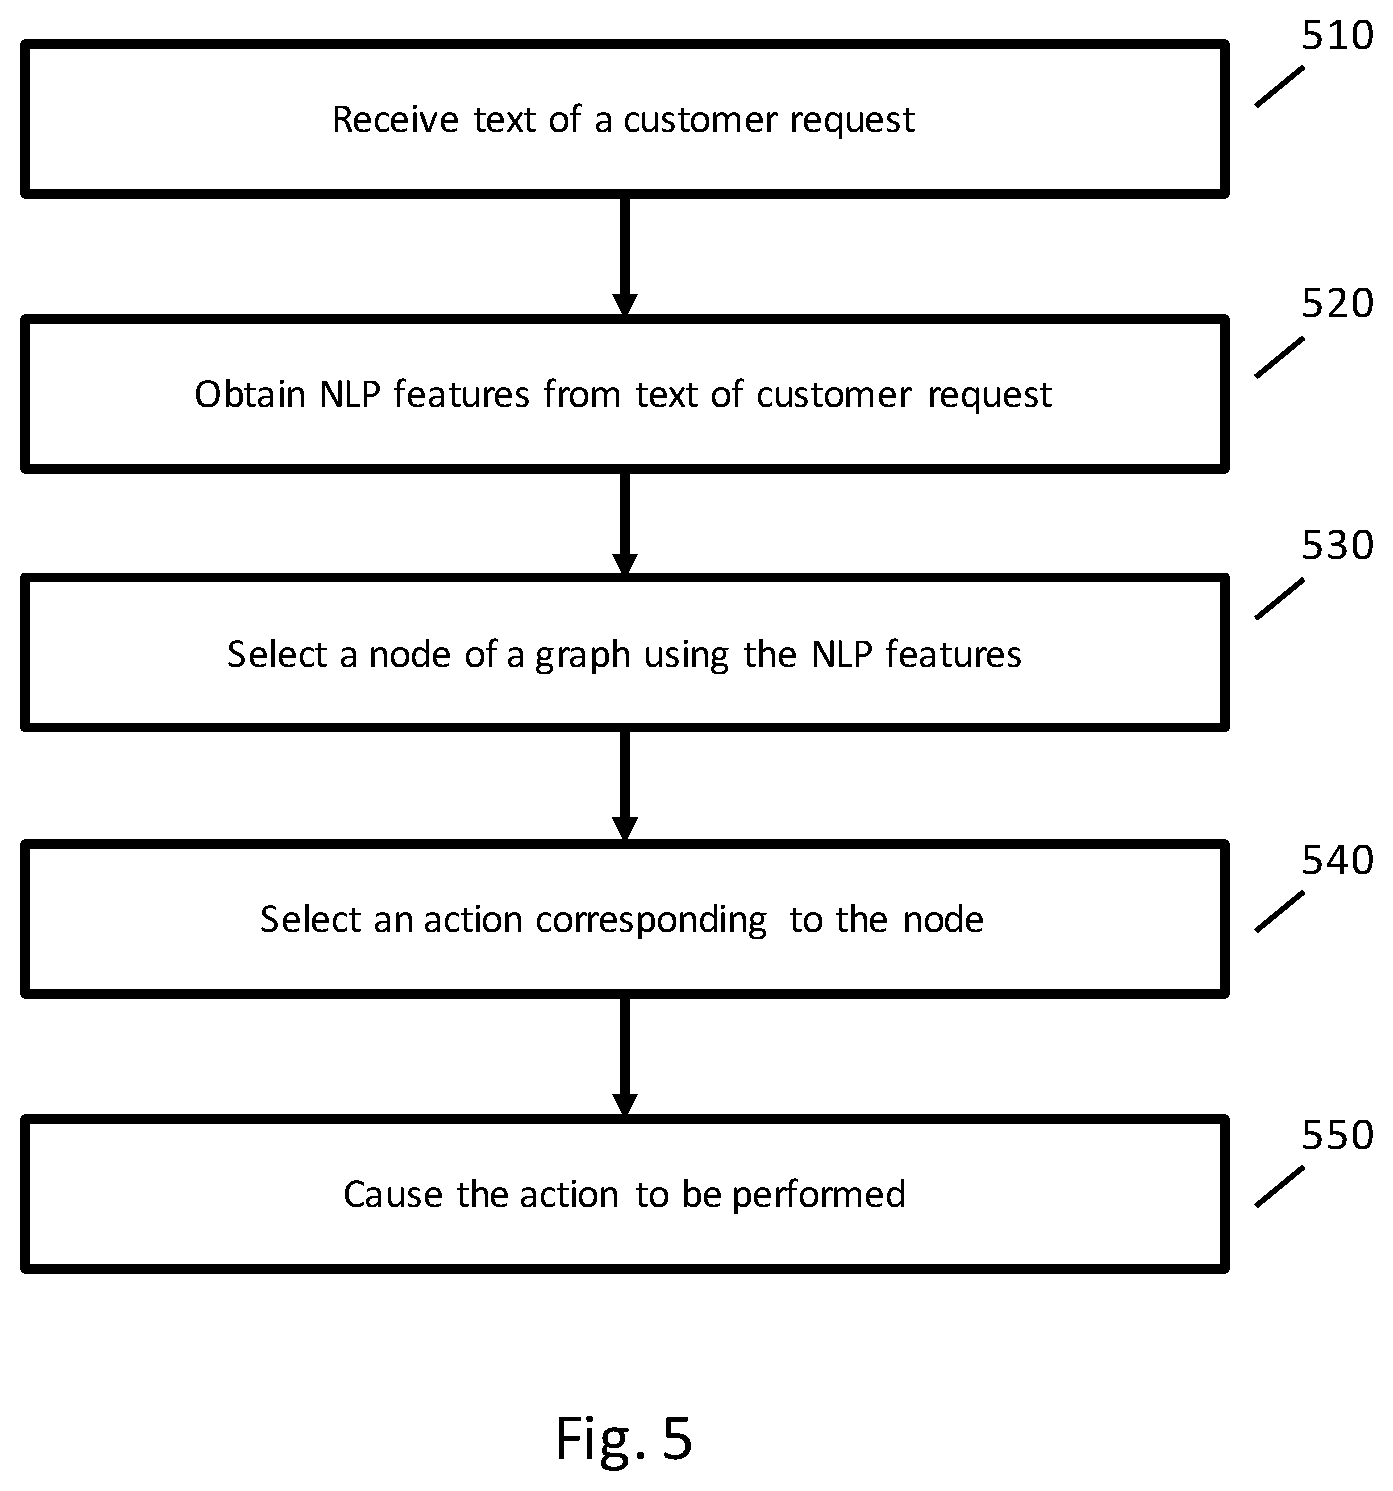 510
Receive text of a customer request
520
Obtain NLP features from text of customer request
530
Select a node of a graph using the NLP features
540
Select an action corresponding to the node
550
Cause the action to be performed
Fig. 5